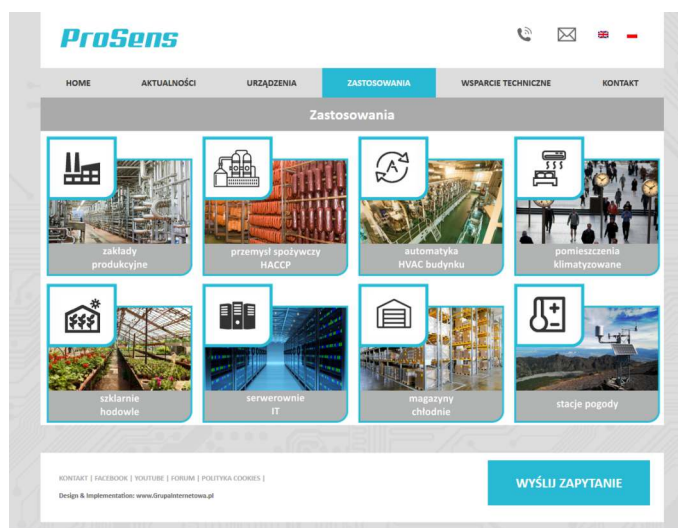 ProSens
HOME AKTUALNOŚCI URZĄDZENIA ZASTOSOWANIA WSPARCIE TECHNICZNE KONTAKT
Zastosowania
zakłady
produkcyjne
przemysł spożywczy
HACCP
A
automatyka
HVAC budynku
pomieszczenia
klimatyzowane
szklarnie
hodowle
serwerownie
IT
magazyny
chłodnie
stacje pogody
KONTAKT | FACEBOOK | YOUTUBE | FORUM | POLITYKA COOKIES |
Design & Implementation: www.GrupaInternetowa.pl
WYŚLIJ ZAPYTANIE